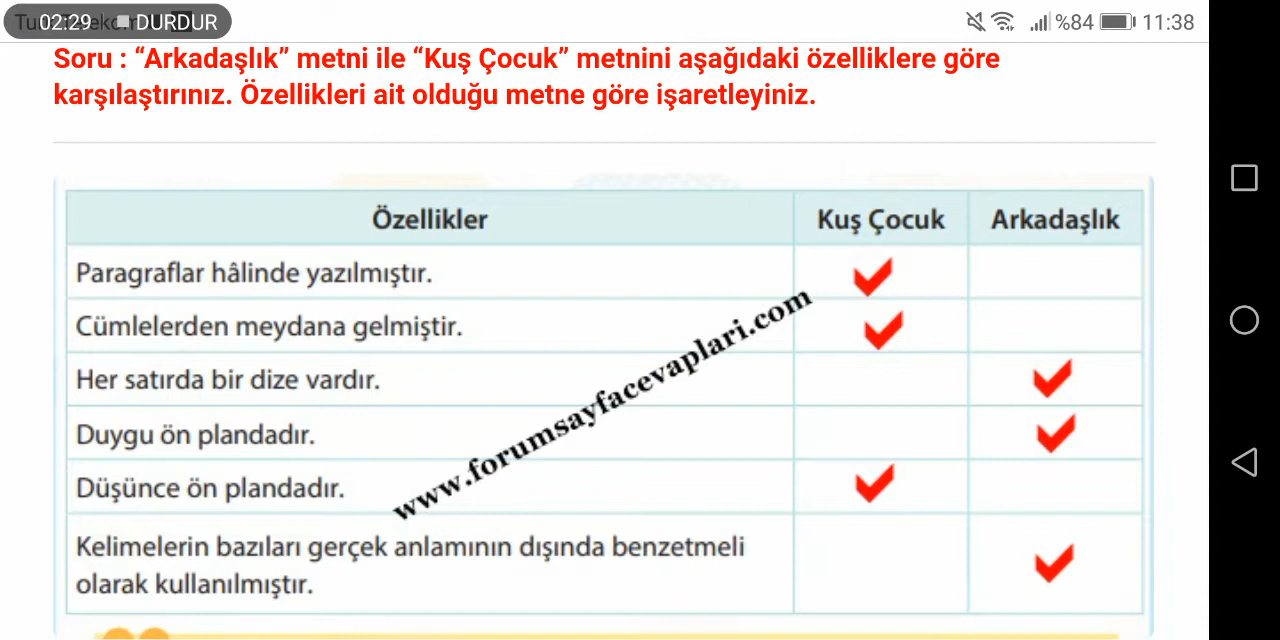 02:29 DURDUR %84 11:38
Soru : “Arkadaşlık” metni ile “Kuş Çocuk” metnini aşağıdaki özelliklere göre
karşılaştırınız. Özellikleri ait olduğu metne göre işaretleyiniz.
Özellikler Kuş Çocuk Arkadaşlık
Paragraflar hâlinde yazılmıştır.
Cümlelerden meydana gelmiştir.
Her satırda bir dize vardır.
Duygu ön plandadır.
Düşünce ön plandadır.
Kelimelerin bazıları gerçek anlamının dışında benzetmeli
olarak kullanılmıştır.
www.forumsayfacevaplari.com